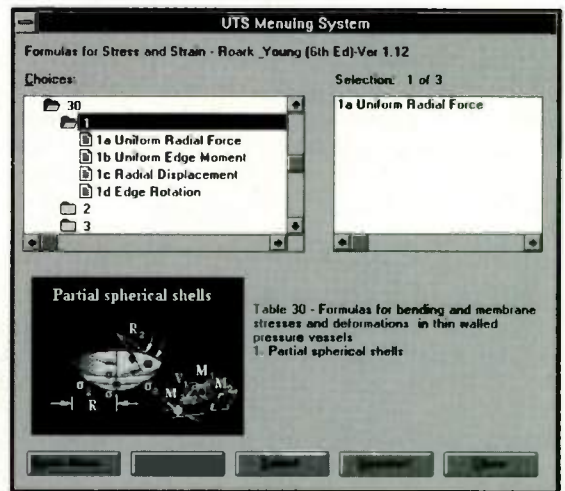 UTS Menuing System
Formulas for Stress and Strain - Roark _Young (6th Ed)-Ver 1.12
Choices:
Selection: 1 of 3
30
1
1a Uniform Radial Force
1b Uniform Edge Moment
1c Radial Displacement
1d Edge Rotation
2
3
1a Uniform Radial Force
Partial spherical shells
R₂
M
M
M
R
Table 30 - Formulas for bending and membrane
stresses and deformations in thin walled
pressure vessels
1. Partial spherical shells